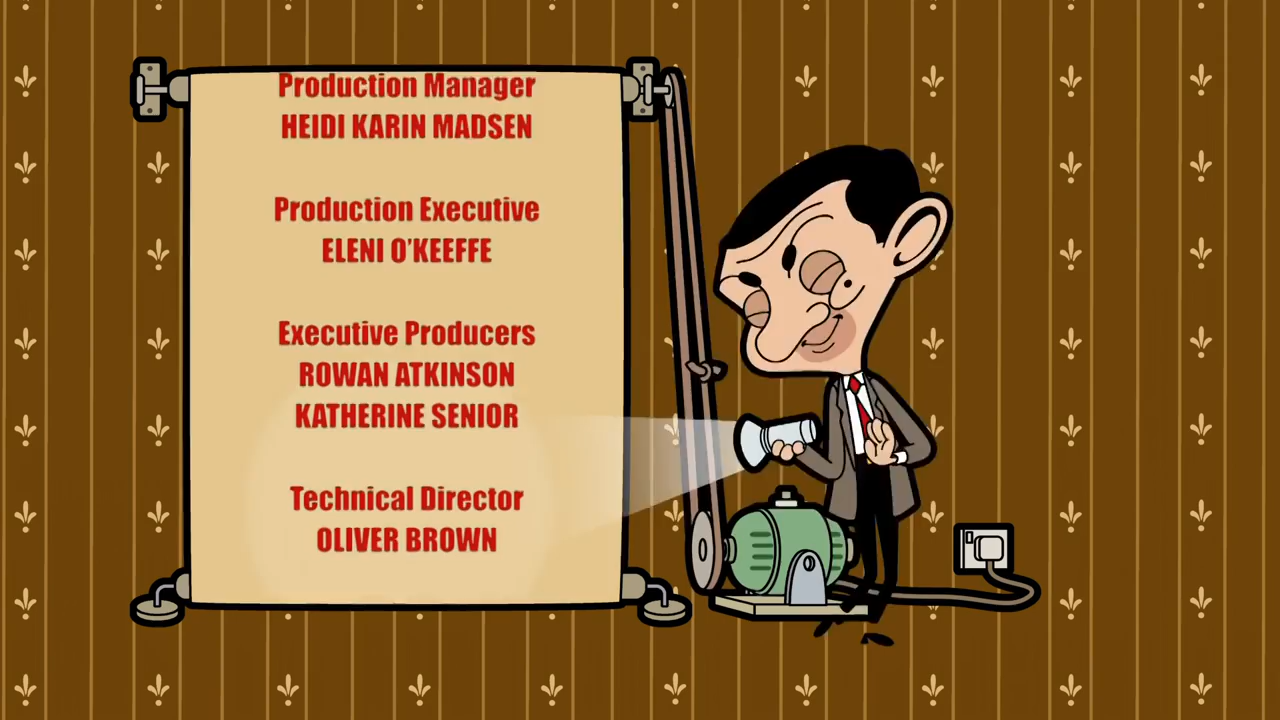 Production Manager
HEIDI KARIN MADSEN
Production Executive
ELENI O'KEEFFE
Executive Producers
ROWAN ATKINSON
KATHERINE SENIOR
Technical Director
OLIVER BROWN